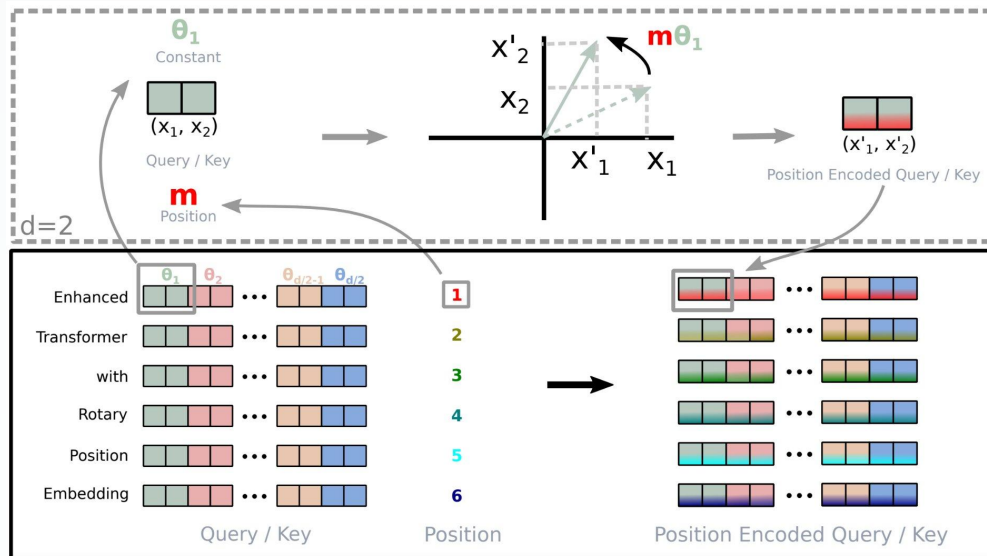 θ₁
Constant
(x₁, x₂)
Query / Key
m
Position
d=2
x'₂
x₂
x'₁
x₁
mθ₁
(x'₁, x'₂)
Position Encoded Query / Key
θ₁ θ₂ θd/2-1 θd/2
Enhanced ••• 1 •••
Transformer ••• 2 •••
with ••• 3 •••
Rotary ••• 4 •••
Position ••• 5 •••
Embedding ••• 6 •••
Query / Key Position Position Encoded Query / Key